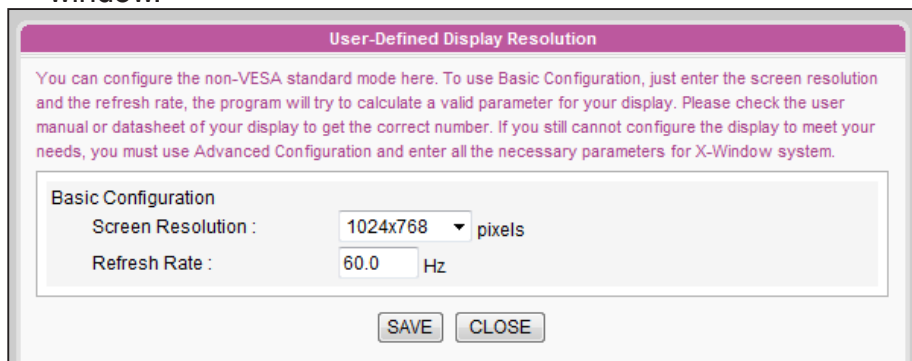 User-Defined Display Resolution
You can configure the non-VESA standard mode here. To use Basic Configuration, just enter the screen resolution
and the refresh rate, the program will try to calculate a valid parameter for your display. Please check the user
manual or datasheet of your display to get the correct number. If you still cannot configure the display to meet your
needs, you must use Advanced Configuration and enter all the necessary parameters for X-Window system.
Basic Configuration
Screen Resolution : 1024x768 pixels
Refresh Rate : 60.0 Hz
SAVE CLOSE